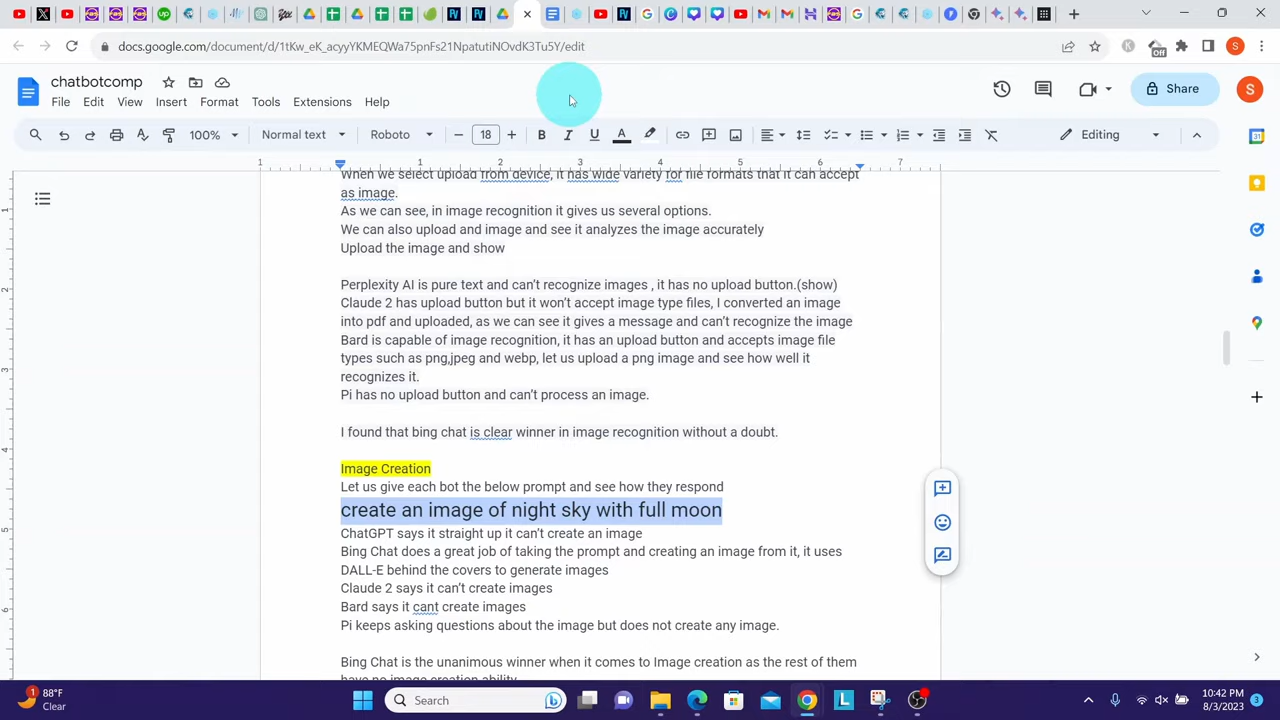 docs.google.com/document/d/1tKw_eK_acyyYKMEQWa75pnFs21NpatutiNOvdK3Tu5Y/edit
Off
S
chatbotcomp
File Edit View Insert Format Tools Extensions Help
Share
S
100%
Normal text
Roboto
18
Editing
1 1 2 3 4 5 6 7
When we select upload from device, it has wide variety for file formats that it can accept
as image.
As we can see, in image recognition it gives us several options.
We can also upload and image and see it analyzes the image accurately
Upload the image and show
Perplexity AI is pure text and can't recognize images , it has no upload button.(show)
Claude 2 has upload button but it won't accept image type files, I converted an image
into pdf and uploaded, as we can see it gives a message and can't recognize the image
Bard is capable of image recognition, it has an upload button and accepts image file
types such as png,jpeg and webp, let us upload a png image and see how well it
recognizes it.
Pi has no upload button and can't process an image.
I found that bing chat is clear winner in image recognition without a doubt.
Image Creation
Let us give each bot the below prompt and see how they respond
create an image of night sky with full moon
ChatGPT says it straight up it can't create an image
Bing Chat does a great job of taking the prompt and creating an image from it, it uses
DALL-E behind the covers to generate images
Claude 2 says it can't create images
Bard says it cant create images
Pi keeps asking questions about the image but does not create any image.
Bing Chat is the unanimous winner when it comes to Image creation as the rest of them
have no image creation ability
88°F
Clear
Search
10:42 PM
8/3/2023